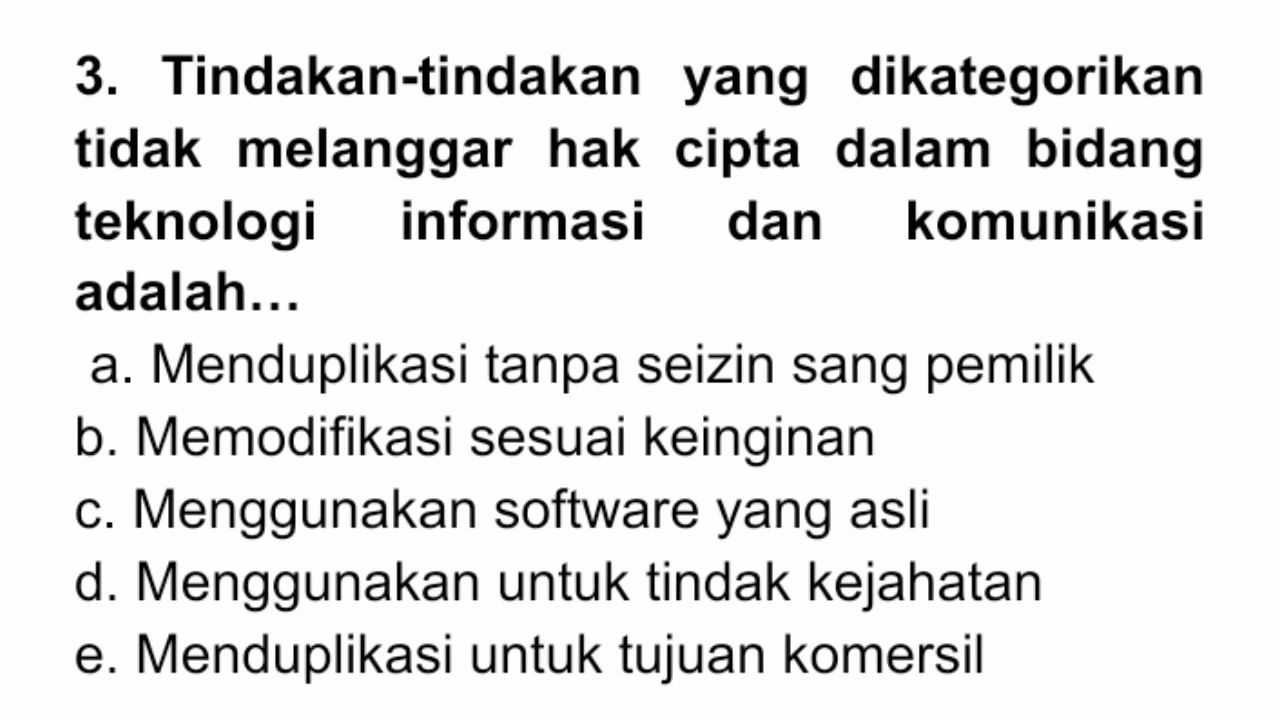 3. Tindakan-tindakan yang dikategorikan
tidak melanggar hak cipta dalam bidang
teknologi informasi dan komunikasi
adalah...
a. Menduplikasi tanpa seizin sang pemilik
b. Memodifikasi sesuai keinginan
c. Menggunakan software yang asli
d. Menggunakan untuk tindak kejahatan
e. Menduplikasi untuk tujuan komersil